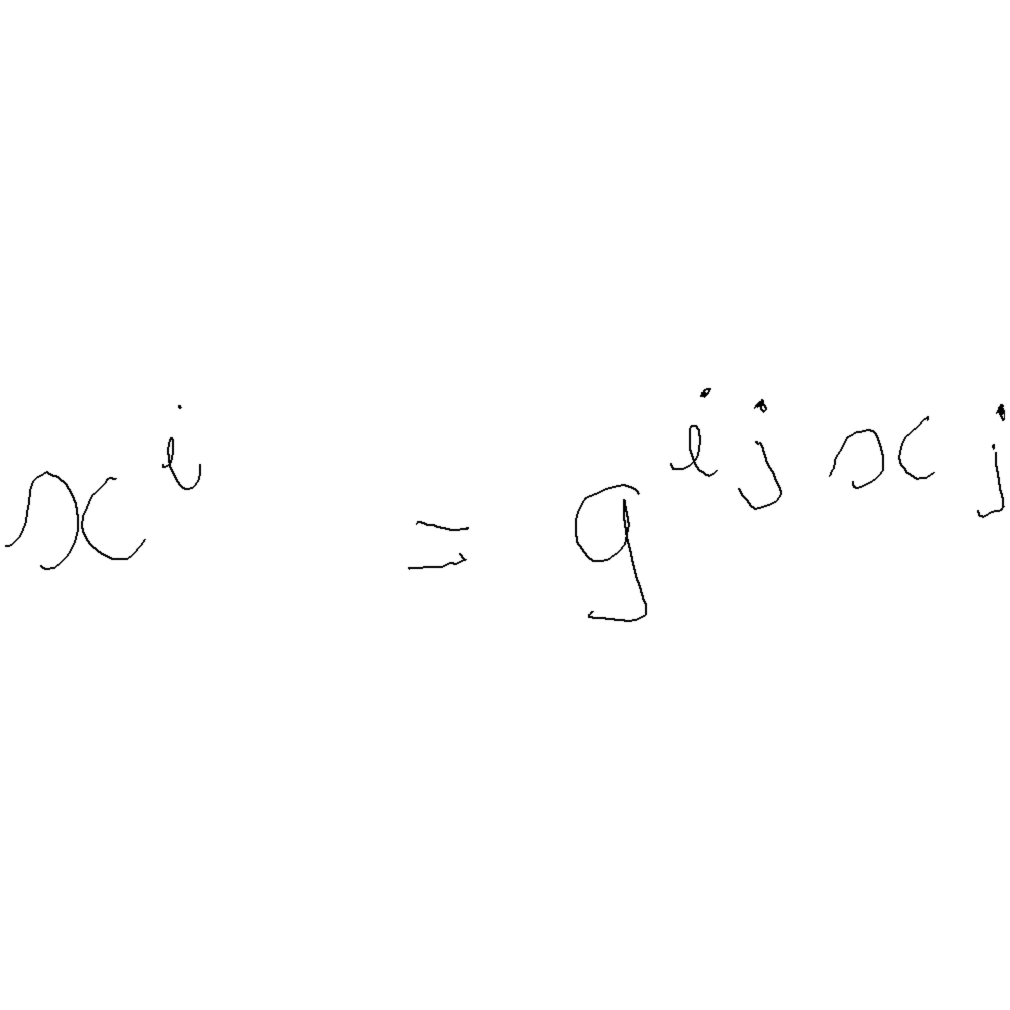 x^i = g^{ij} x_j